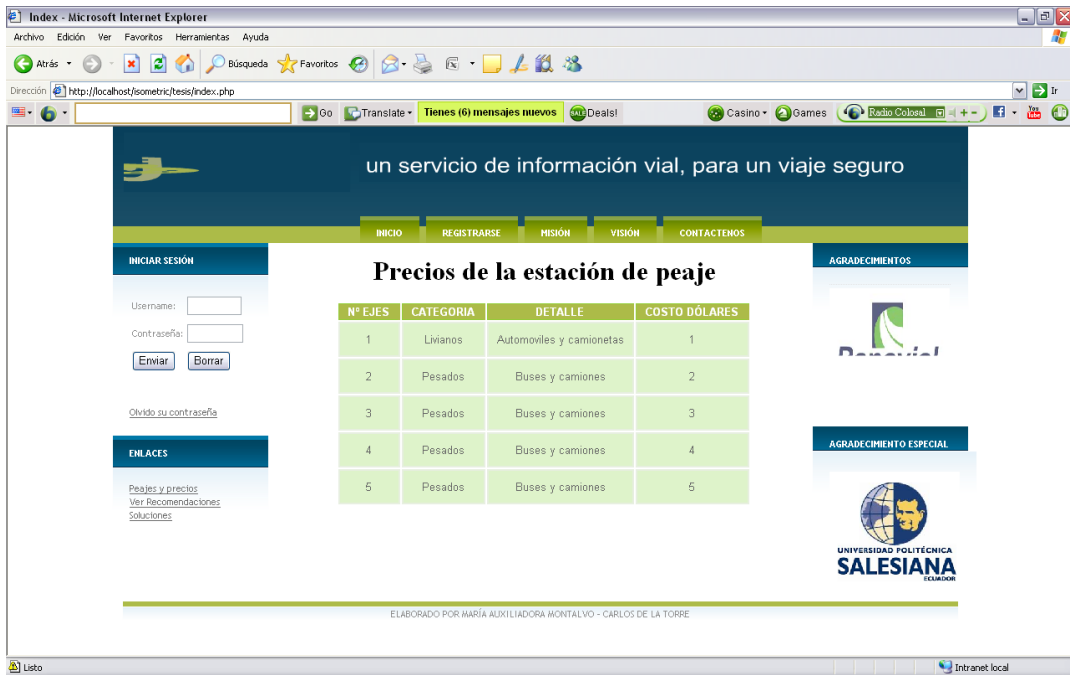 Index - Microsoft Internet Explorer
Archivo Edición Ver Favoritos Herramientas Ayuda
Atrás Búsqueda Favoritos
Dirección http://localhost/isometric/tesis/index.php Ir
Go Translate Tienes (6) mensajes nuevos SALE Deals! Casino Games Radio Colosal You Tube
un servicio de información vial, para un viaje seguro
INICIO REGISTRARSE MISIÓN VISIÓN CONTACTENOS
INICIAR SESIÓN
Username:
Contraseña:
Enviar Borrar
Olvido su contraseña
ENLACES
Peajes y precios
Ver Recomendaciones
Soluciones
Precios de la estación de peaje
Nº EJES CATEGORIA DETALLE COSTO DÓLARES
1 Livianos Automoviles y camionetas 1
2 Pesados Buses y camiones 2
3 Pesados Buses y camiones 3
4 Pesados Buses y camiones 4
5 Pesados Buses y camiones 5
AGRADECIMIENTOS
Panavial
AGRADECIMIENTO ESPECIAL
UNIVERSIDAD POLITÉCNICA
SALESIANA
ECUADOR
ELABORADO POR MARÍA AUXILIADORA MONTALVO - CARLOS DE LA TORRE
Listo Intranet local